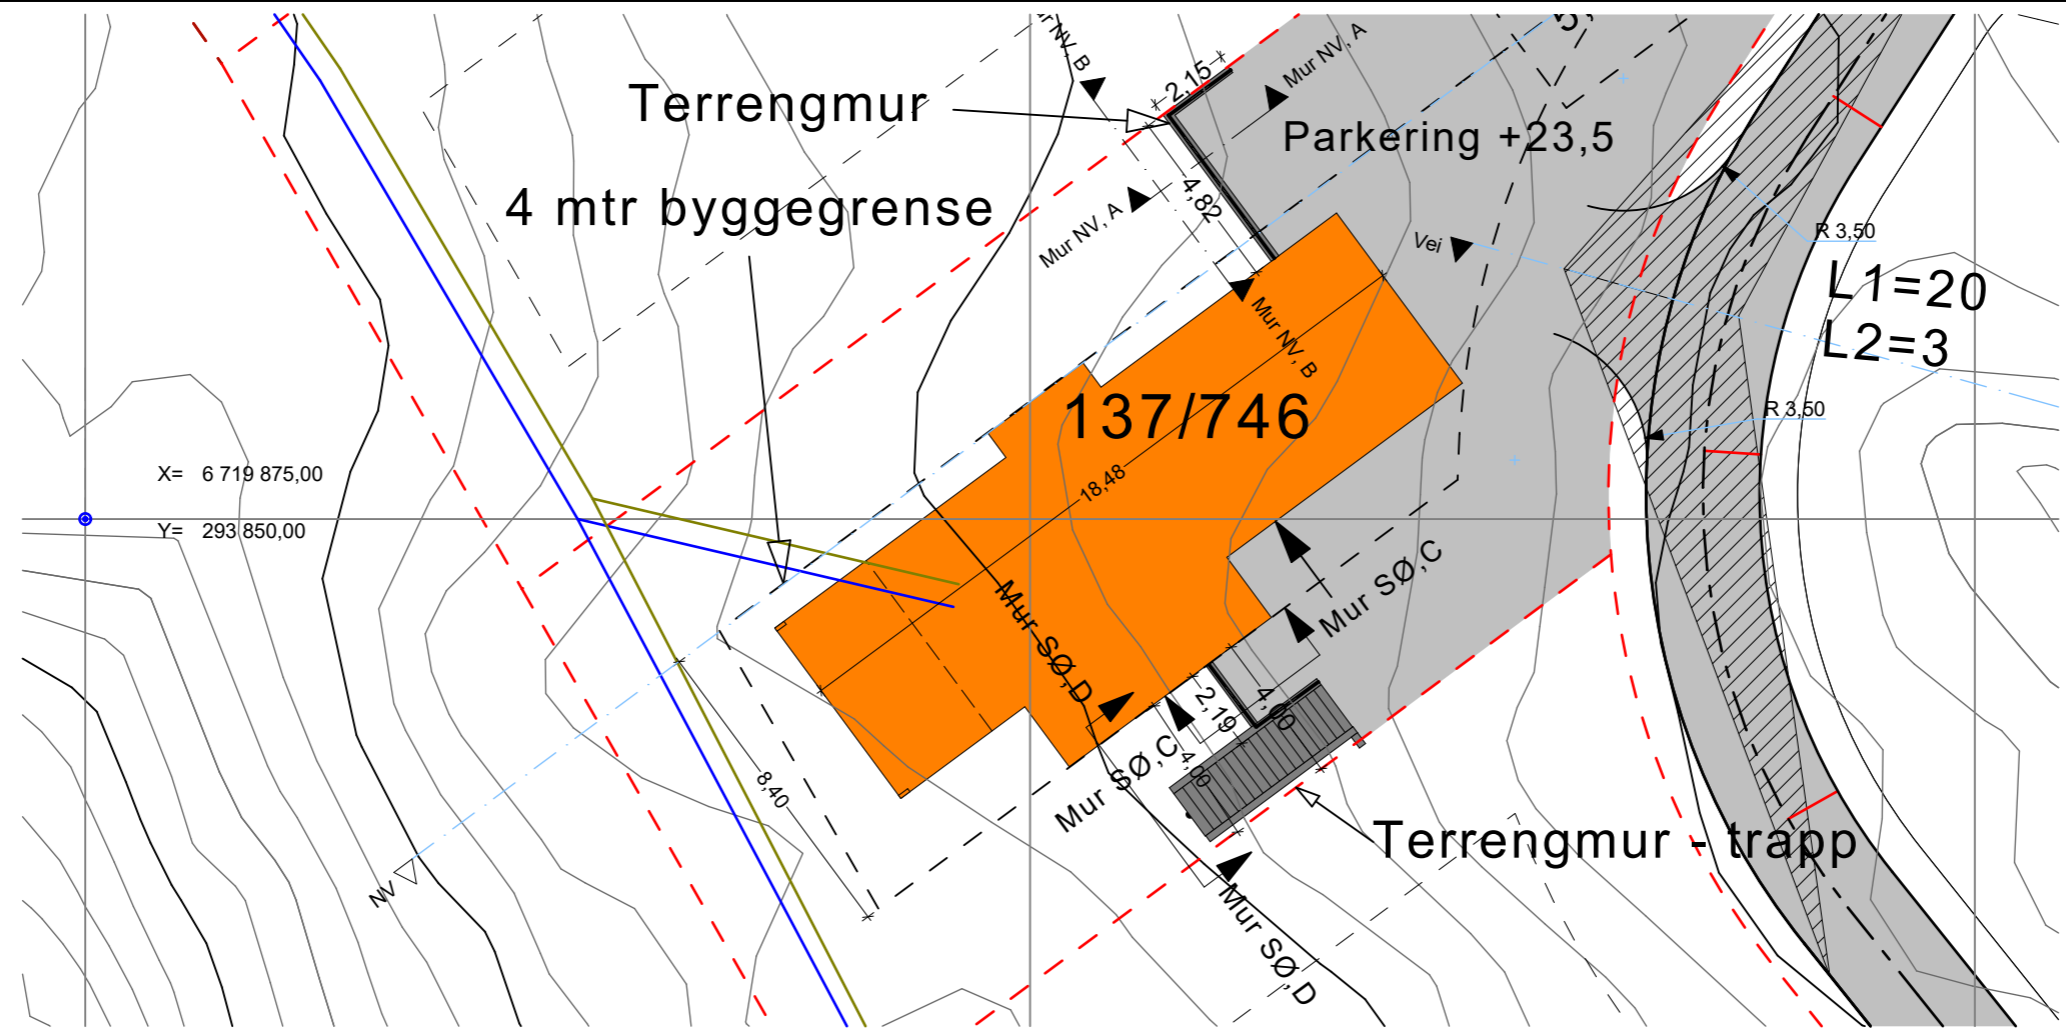 5,
Mur NV, B
Mur NV, A
2,15
Terrengmur
Parkering +23,5
4 mtr byggegrense
4,82
Mur NV, A
Vei
R 3,50
L1=20
L2=3
Mur NV, B
137/746
R 3,50
18,48
X= 6 719 875,00
Y= 293 850,00
Mur SØ,C
Mur SØ,D
2,19
4,00
4,00
8,40
Mur SØ,C
Terrengmur - trapp
NV
Mur SØ,D